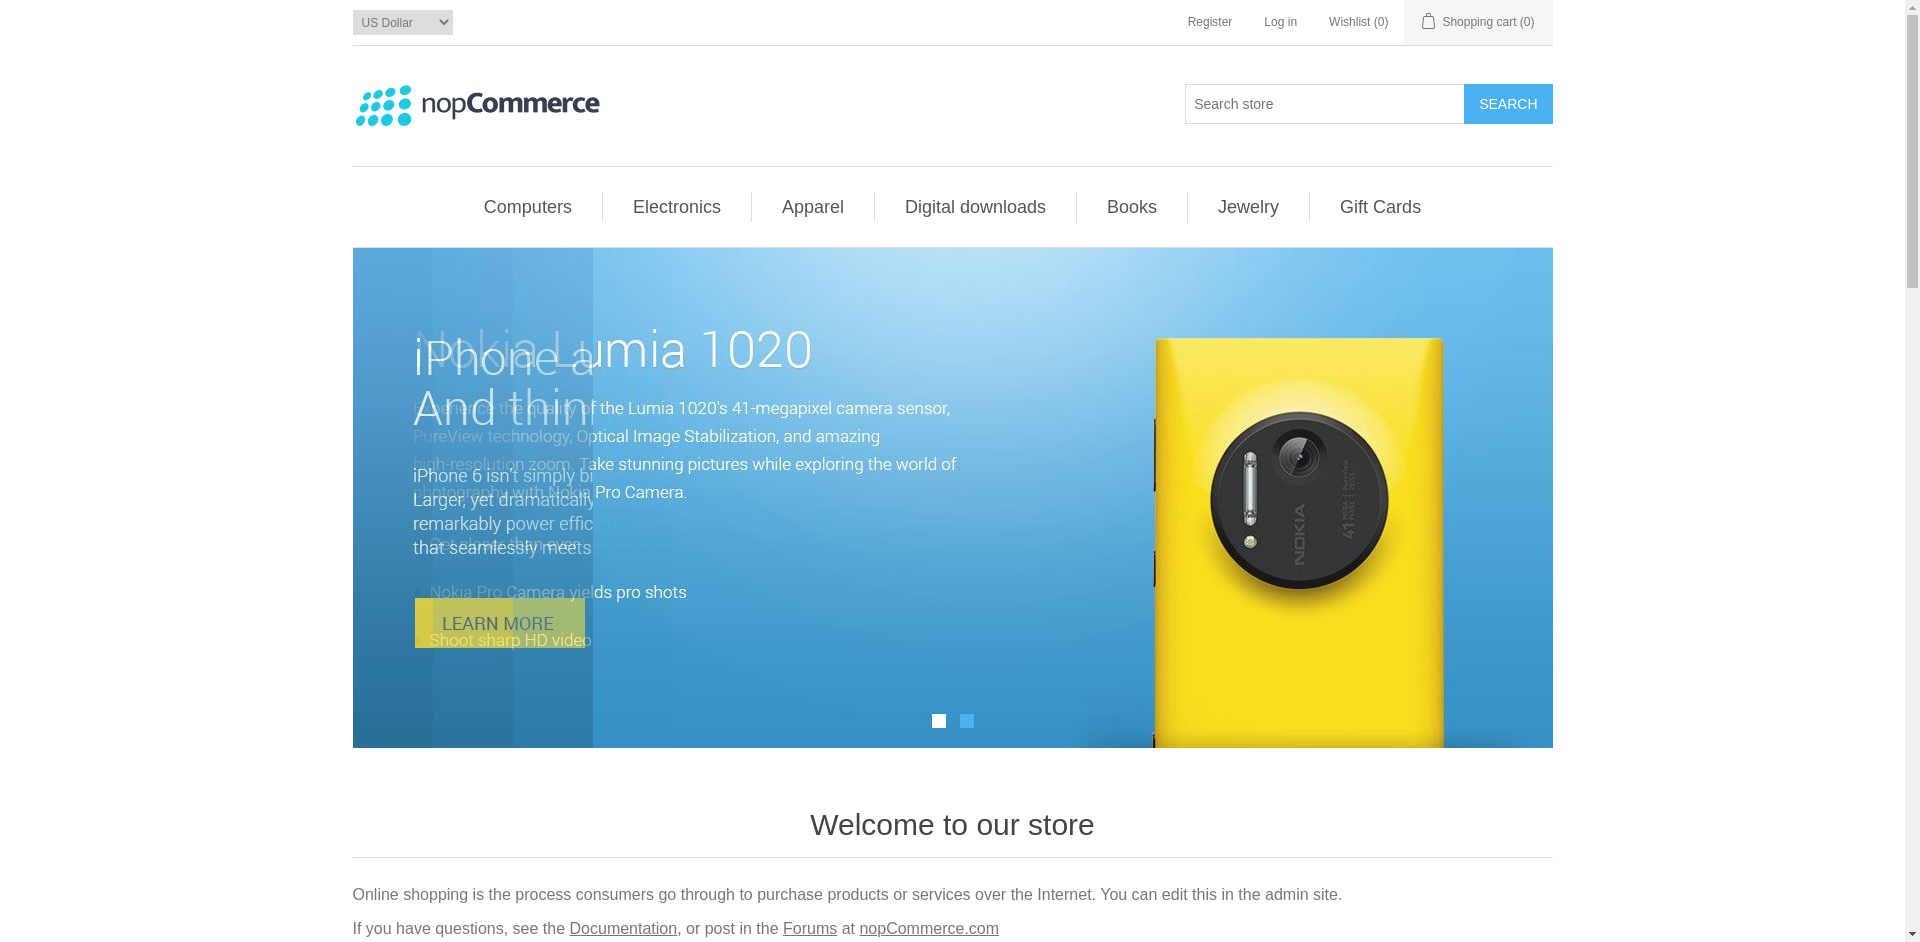 US Dollar
Register
Log in
Wishlist (0)
Shopping cart (0)
nopCommerce
Search store
SEARCH
Computers
Electronics
Apparel
Digital downloads
Books
Jewelry
Gift Cards
Nokia Lumia 1020
iPhone a
And thin
Experience the quality of the Lumia 1020's 41-megapixel camera sensor,
PureView technology, Optical Image Stabilization, and amazing
high-resolution zoom. Take stunning pictures while exploring the world of
photography with Nokia Pro Camera.
iPhone 6 isn't simply bi
Larger, yet dramatically
remarkably power effic
that seamlessly meets
Get closer than ever
Nokia Pro Camera yields pro shots
LEARN MORE
Shoot sharp HD video
NOKIA
41 MEGA PIXEL
Welcome to our store
Online shopping is the process consumers go through to purchase products or services over the Internet. You can edit this in the admin site.
If you have questions, see the Documentation, or post in the Forums at nopCommerce.com